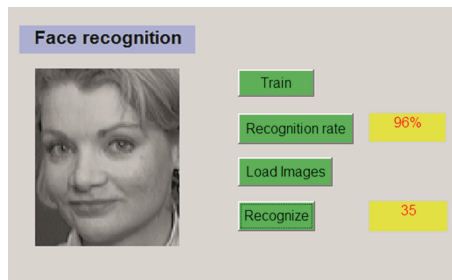 Face recognition
Train
Recognition rate
96%
Load Images
Recognize
35